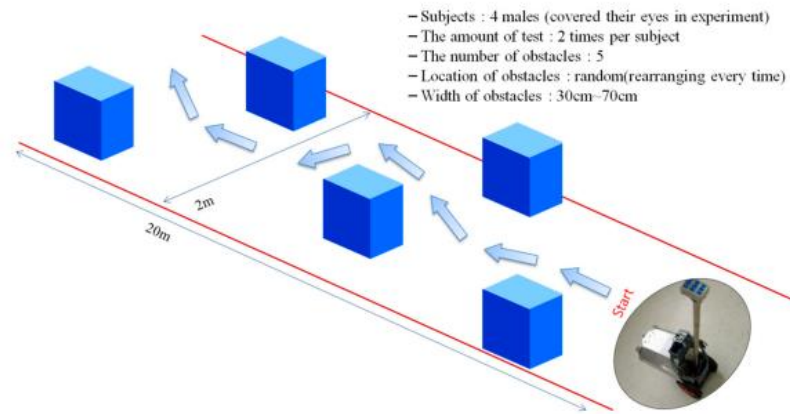 – Subjects : 4 males (covered their eyes in experiment)
– The amount of test : 2 times per subject
– The number of obstacles : 5
– Location of obstacles : random(rearranging every time)
– Width of obstacles : 30cm~70cm
2m
20m
Start